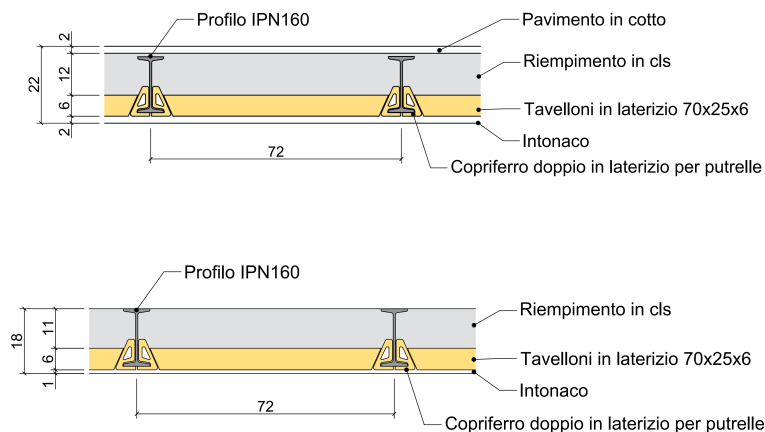 Profilo IPN160
Pavimento in cotto
2
Riempimento in cls
12
22
6
Tavelloni in laterizio 70x25x6
2
Intonaco
72
Copriferro doppio in laterizio per putrelle
Profilo IPN160
Riempimento in cls
11
18
6
Tavelloni in laterizio 70x25x6
1
Intonaco
72
Copriferro doppio in laterizio per putrelle